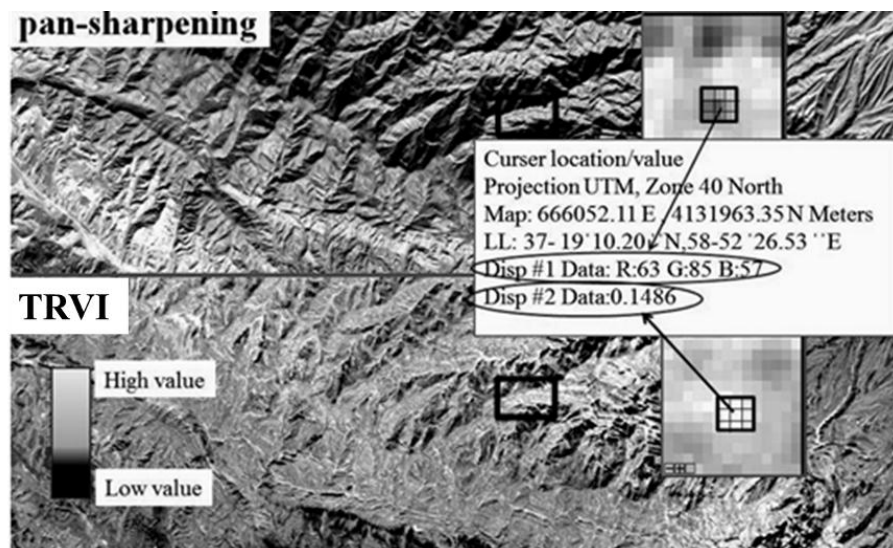 pan-sharpening
Curser location/value
Projection UTM, Zone 40 North
Map: 666052.11 E / 4131963.35 N Meters
LL: 37- 19 ̊10.20 ̈ N,58-52 ̊26.53 ̈E
Disp #1 Data: R:63 G:85 B:57
Disp #2 Data:0.1486
TRVI
High value
Low value